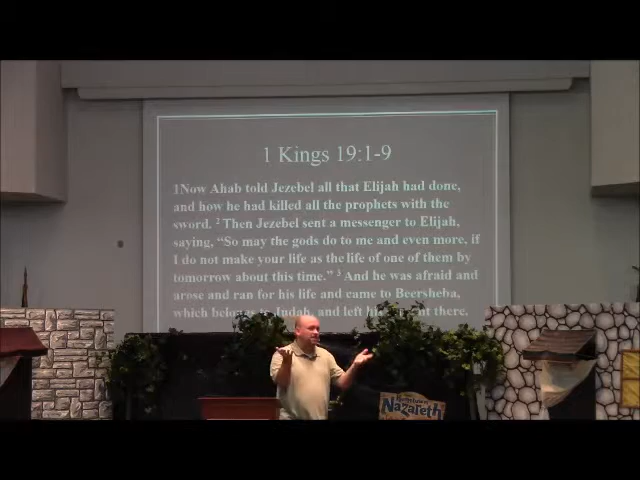 1 Kings 19:1-9
1Now Ahab told Jezebel all that Elijah had done,
and how he had killed all the prophets with the
sword. 2 Then Jezebel sent a messenger to Elijah,
saying, “So may the gods do to me and even more, if
I do not make your life as the life of one of them by
tomorrow about this time.” 3 And he was afraid and
arose and ran for his life and came to Beersheba,
which to Judah, and left his there.
Hometown
Nazareth